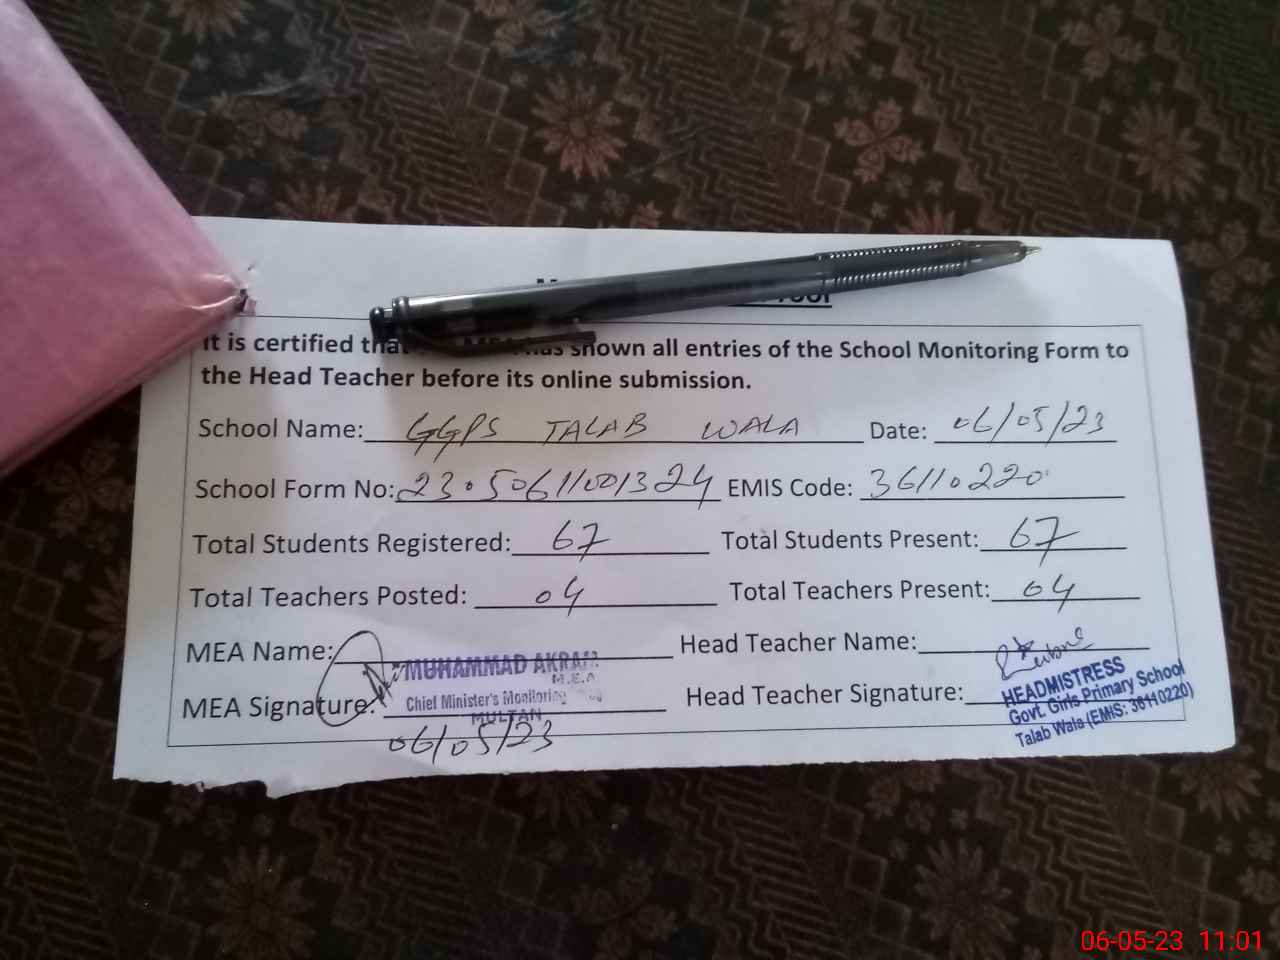 It is certified that MEA has shown all entries of the School Monitoring Form to
the Head Teacher before its online submission.
School Name: GGPS TALAB WALA Date: 06/05/23
School Form No: 23.50611001324 EMIS Code: 36110220
Total Students Registered: 67 Total Students Present: 67
Total Teachers Posted: 04 Total Teachers Present: 04
MEA Name: Head Teacher Name:
MUHAMMAD AKRAM
M.E.A
MEA Signature: Head Teacher Signature:
Chief Minister's Monitoring
MULTAN
06/05/23
HEADMISTRESS
Govt. Girls Primary School
Talab Wala (EMIS: 36110220)
06-05-23 11:01